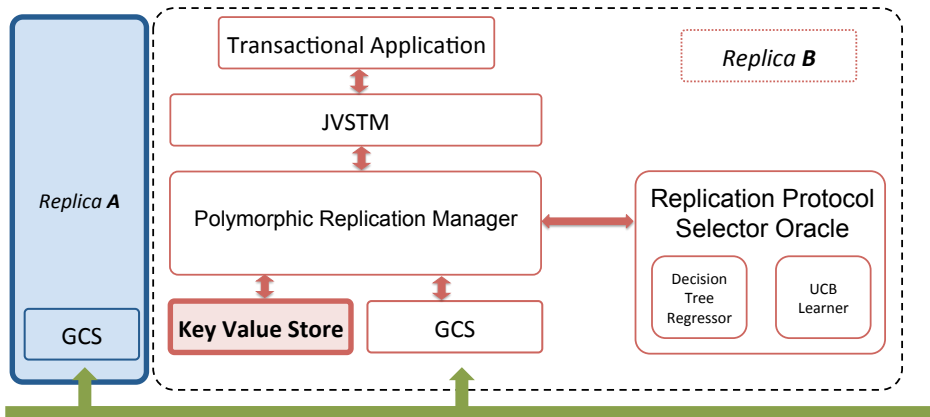 Transactional Application
Replica B
JVSTM
Replica A
Polymorphic Replication Manager
Replication Protocol
Selector Oracle
Decision
Tree
Regressor
UCB
Learner
Key Value Store
GCS
GCS